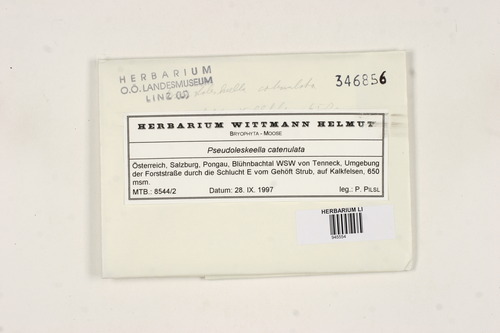 HERBARIUM
O.Ö. LANDESMUSEUM
LINZ (LI)
346856
HERBARIUM WITTMANN HELMUT
BRYOPHYTA - MOOSE
Pseudoleskeella catenulata
Österreich, Salzburg, Pongau, Blühnbachtal WSW von Tenneck, Umgebung
der Forststraße durch die Schlucht E vom Gehöft Strub, auf Kalkfelsen, 650
msm.
MTB.: 8544/2 Datum: 28. IX. 1997 leg.: P. PILSL
HERBARIUM LI